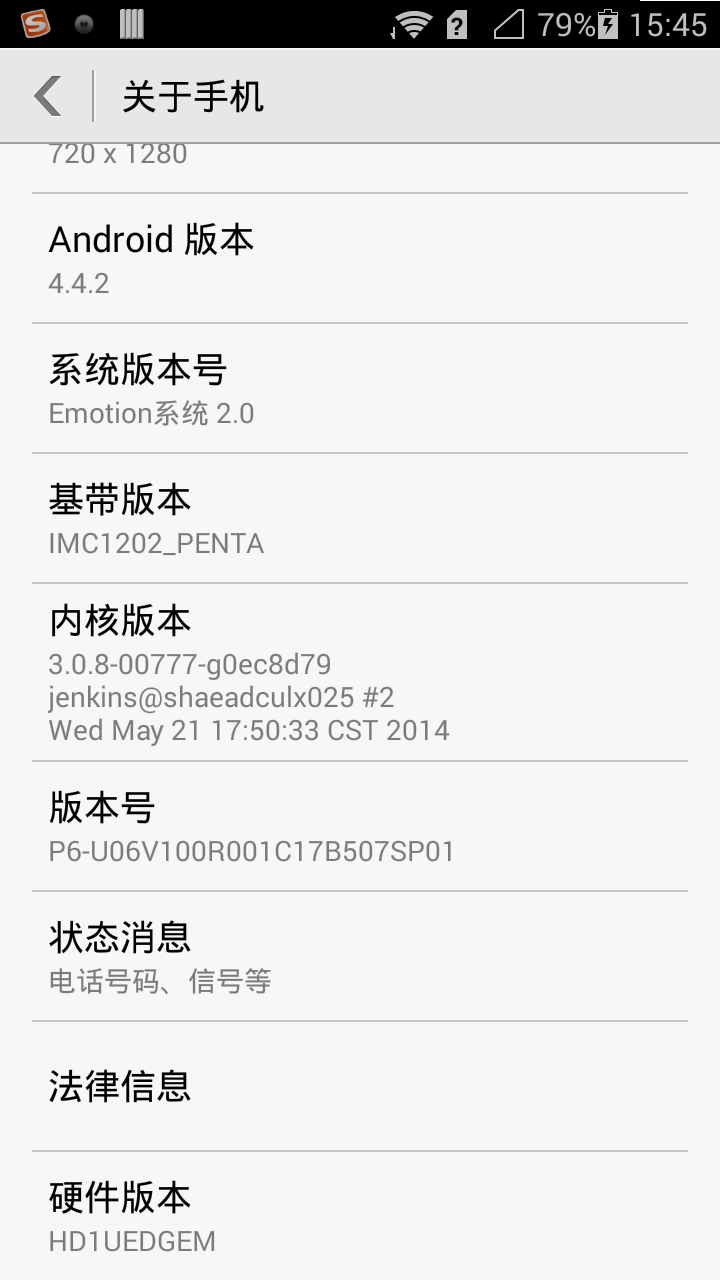 79% 15:45
关于手机
720 x 1280
Android 版本
4.4.2
系统版本号
Emotion系统 2.0
基带版本
IMC1202_PENTA
内核版本
3.0.8-00777-g0ec8d79
jenkins@shaeadculx025 #2
Wed May 21 17:50:33 CST 2014
版本号
P6-U06V100R001C17B507SP01
状态消息
电话号码、信号等
法律信息
硬件版本
HD1UEDGEM